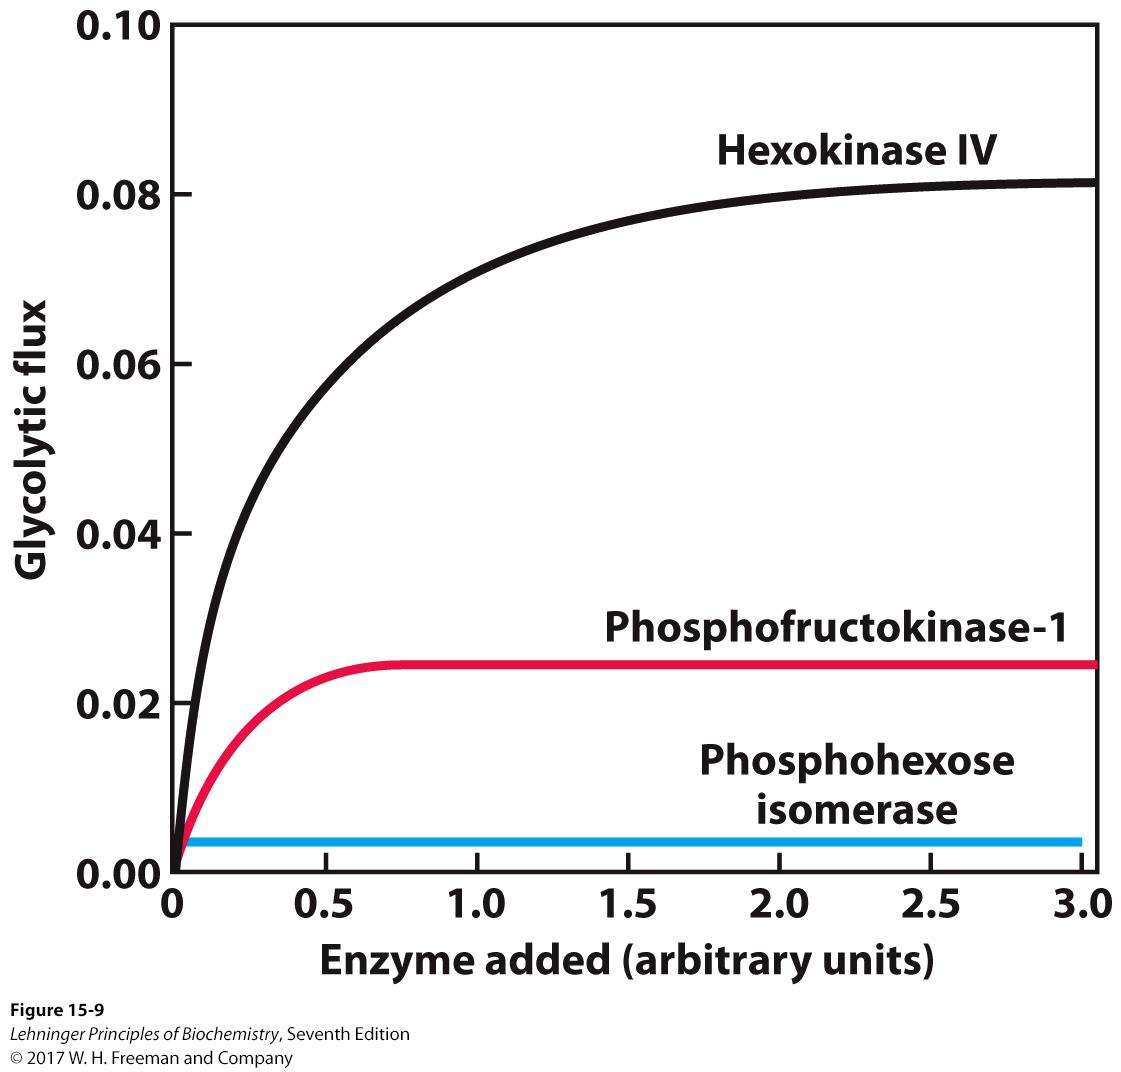 0.10
Hexokinase IV
0.08
Glycolytic flux
0.06
0.04
Phosphofructokinase-1
0.02
Phosphohexose
isomerase
0.00
0 0.5 1.0 1.5 2.0 2.5 3.0
Enzyme added (arbitrary units)
Figure 15-9
Lehninger Principles of Biochemistry, Seventh Edition
© 2017 W. H. Freeman and Company